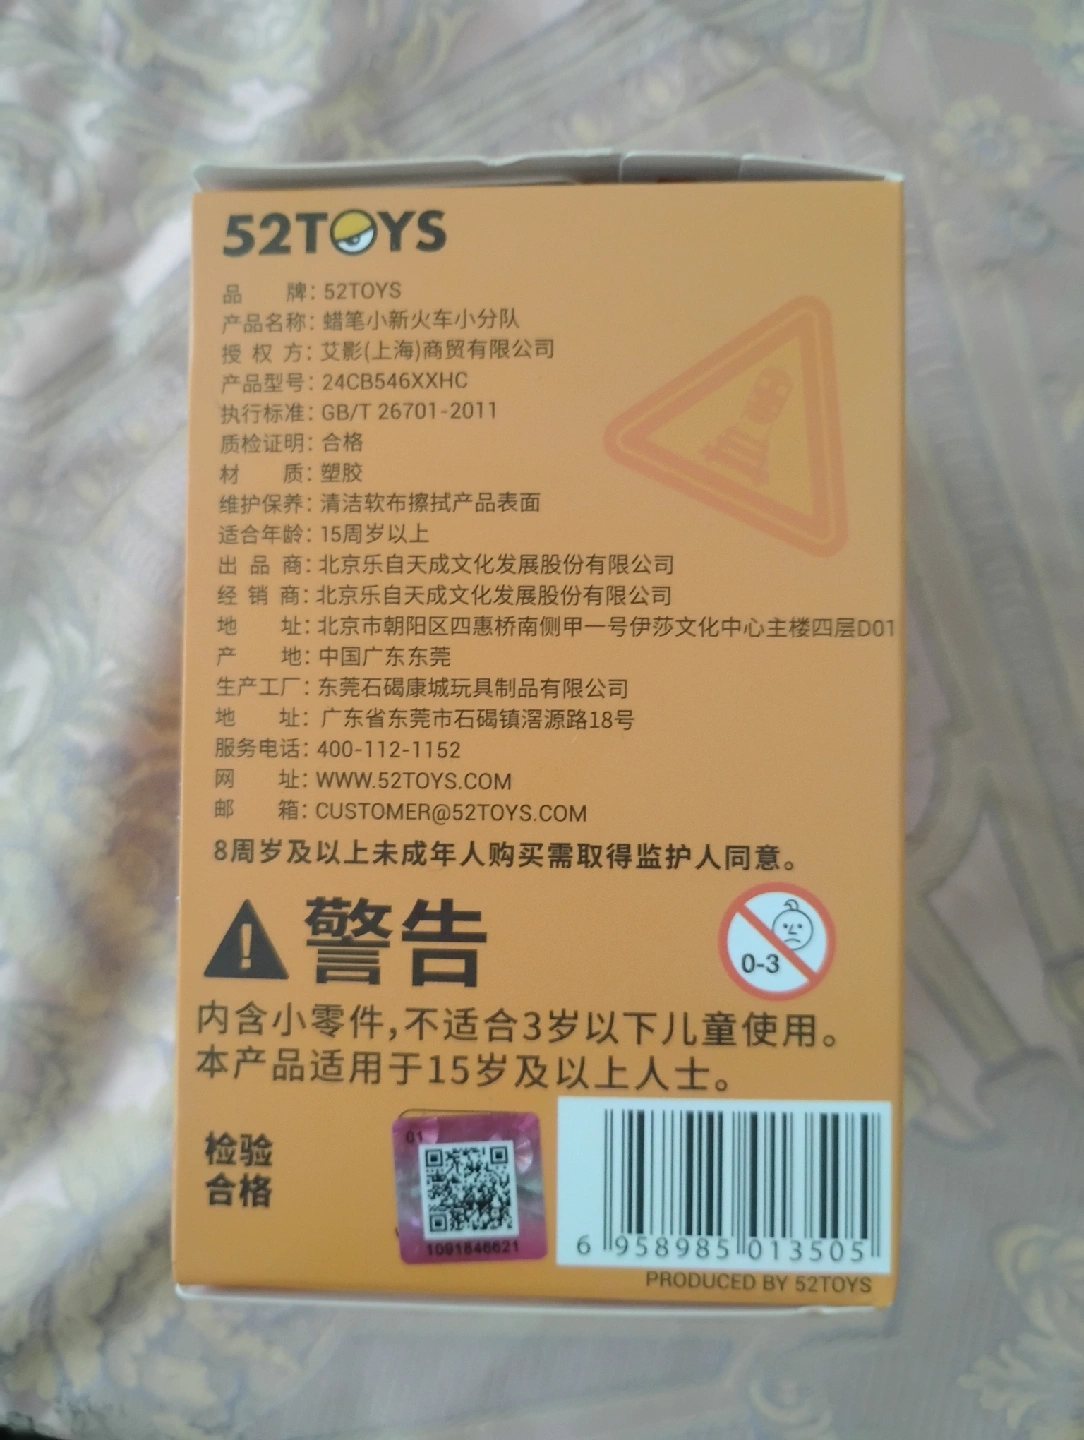 52TOYS
品牌：52TOYS
产品名称：蜡笔小新火车小分队
授权方：艾影(上海)商贸有限公司
产品型号：24CB546XXHC
执行标准：GB/T 26701-2011
质检证明：合格
材质：塑胶
维护保养：清洁软布擦拭产品表面
适合年龄：15周岁以上
出品商：北京乐自天成文化发展股份有限公司
经销商：北京乐自天成文化发展股份有限公司
地址：北京市朝阳区四惠桥南侧甲一号伊莎文化中心主楼四层D01
产地：中国广东东莞
生产工厂：东莞石碣康城玩具制品有限公司
地址：广东省东莞市石碣镇滘源路18号
服务电话：400-112-1152
网址：WWW.52TOYS.COM
邮箱：CUSTOMER@52TOYS.COM
8周岁及以上未成年人购买需取得监护人同意。
警告
0-3
内含小零件,不适合3岁以下儿童使用。
本产品适用于15岁及以上人士。
检验
合格
01
1091846621
6 958985 013505
PRODUCED BY 52TOYS